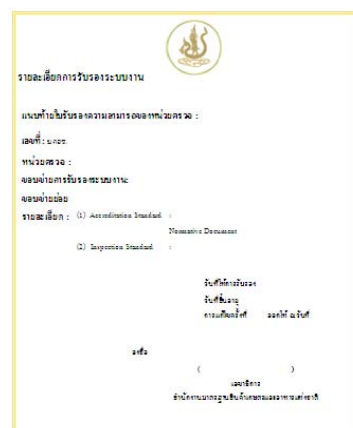 รายละเอียดการรับรองระบบงาน
แนบท้ายใบรับรองความสามารถของหน่วยตรวจ :
เลขที่ : มกอช.
หน่วยตรวจ :
ขอบข่ายการรับรองระบบงาน:
ขอบข่ายย่อย
รายละเอียด : (1) Accreditation Standard :
Normative Document
(2) Inspection Standard :
วันที่ให้การรับรอง
วันที่สิ้นอายุ
การแก้ไขครั้งที่ ออกให้ ณ วันที่
ลงชื่อ
( )
เลขาธิการ
สำนักงานมาตรฐานสินค้าเกษตรและอาหารแห่งชาติ